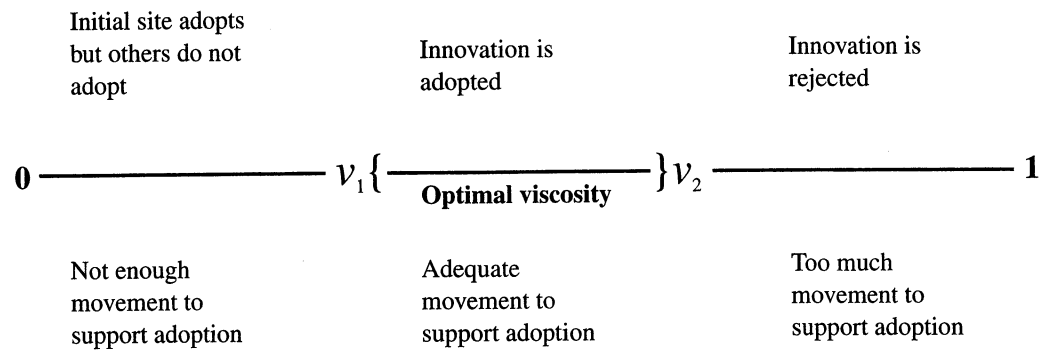 Initial site adopts
but others do not
adopt
Innovation is
adopted
Innovation is
rejected
0 v₁{ }v₂ 1
Optimal viscosity
Not enough
movement to
support adoption
Adequate
movement to
support adoption
Too much
movement to
support adoption